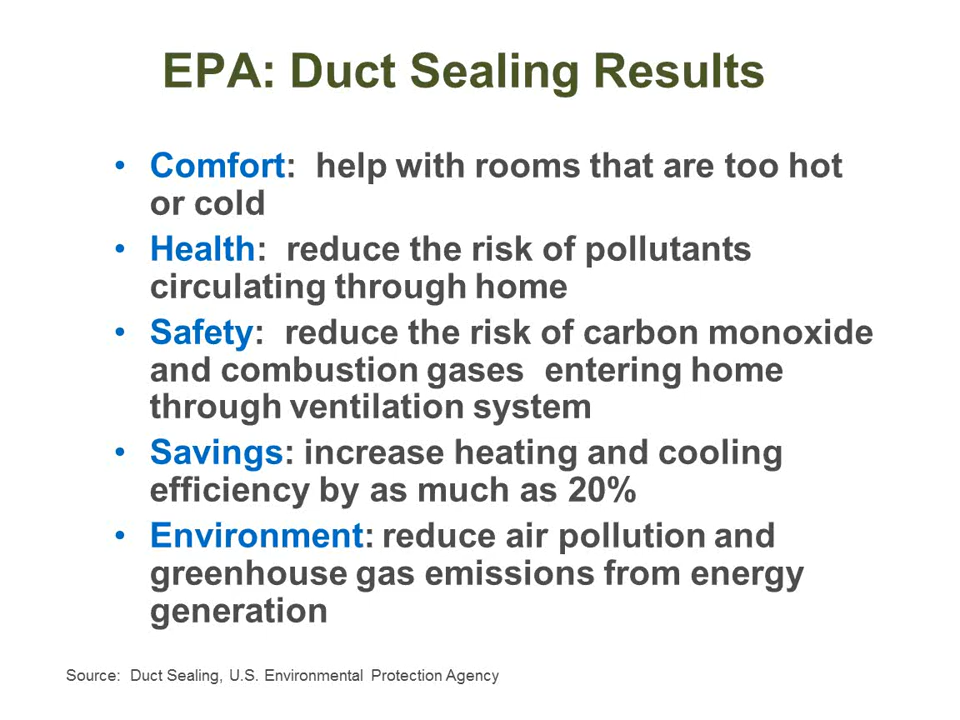 EPA: Duct Sealing Results
• Comfort:  help with rooms that are too hot
or cold
• Health:  reduce the risk of pollutants
circulating through home
• Safety:  reduce the risk of carbon monoxide
and combustion gases  entering home
through ventilation system
• Savings: increase heating and cooling
efficiency by as much as 20%
• Environment: reduce air pollution and
greenhouse gas emissions from energy
generation
Source:  Duct Sealing, U.S. Environmental Protection Agency